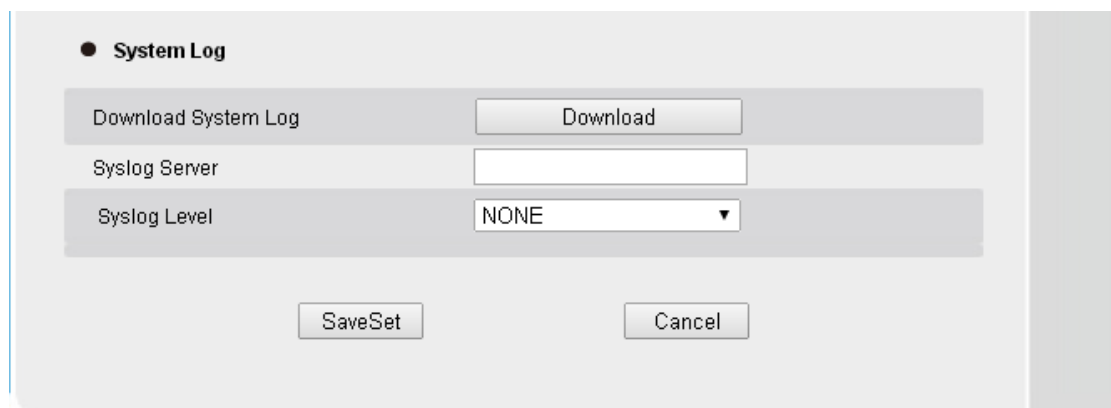 System Log
Download System Log Download
Syslog Server
Syslog Level NONE
SaveSet Cancel